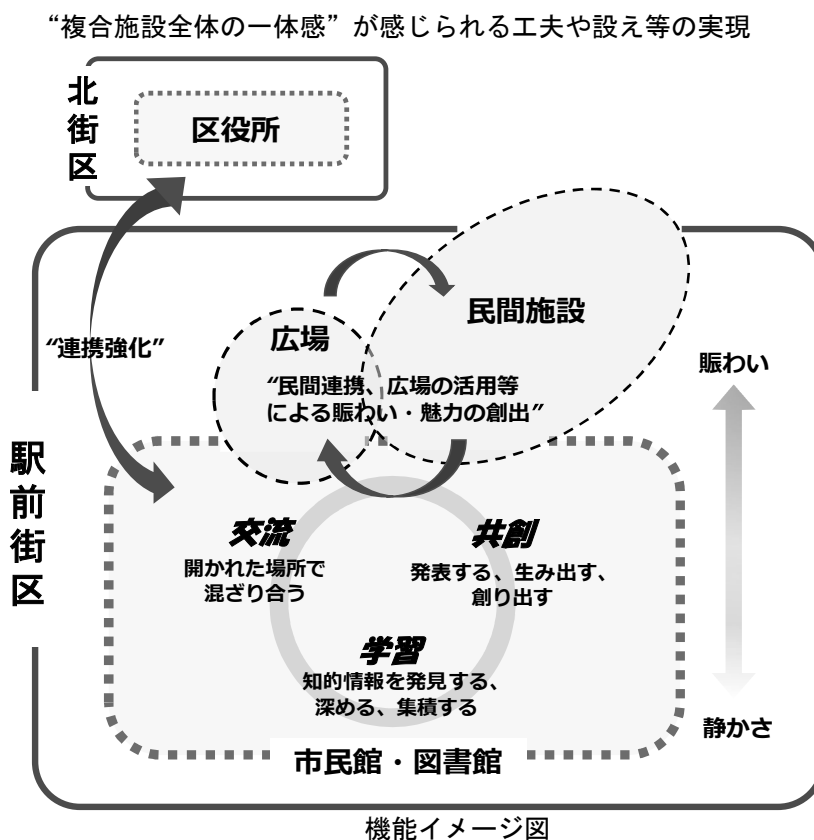 “複合施設全体の一体感”が感じられる工夫や設え等の実現
北街区
区役所
民間施設
広場
“連携強化”
“民間連携、広場の活用等
による賑わい・魅力の創出”
賑わい
駅前街区
交流
開かれた場所で
混ざり合う
共創
発表する、生み出す、
創り出す
学習
知的情報を発見する、
深める、集積する
静かさ
市民館・図書館
機能イメージ図